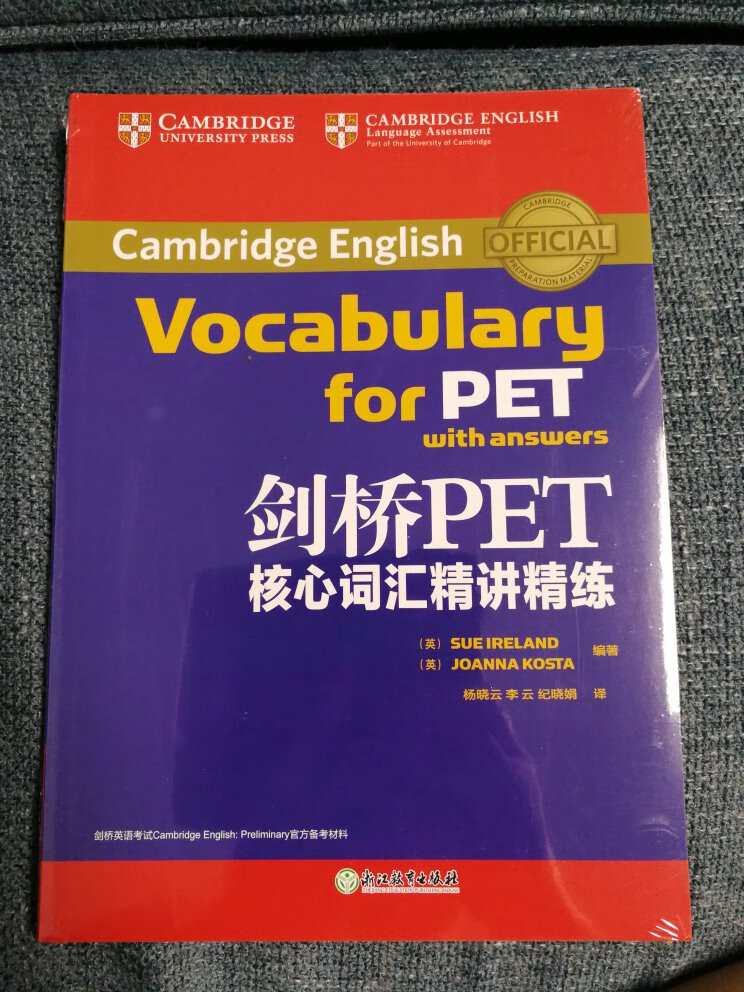 CAMBRIDGE
UNIVERSITY PRESS
CAMBRIDGE ENGLISH
Language Assessment
Part of the University of Cambridge
Cambridge English
CAMBRIDGE
OFFICIAL
PREPARATION MATERIAL
Vocabulary
for PET
with answers
剑桥PET
核心词汇精讲精练
（英） SUE IRELAND
（英） JOANNA KOSTA
编著
杨晓云 李云 纪晓娟 译
剑桥英语考试Cambridge English: Preliminary官方备考材料
浙江教育出版社
ZHEJIANG EDUCATION PUBLISHING HOUSE